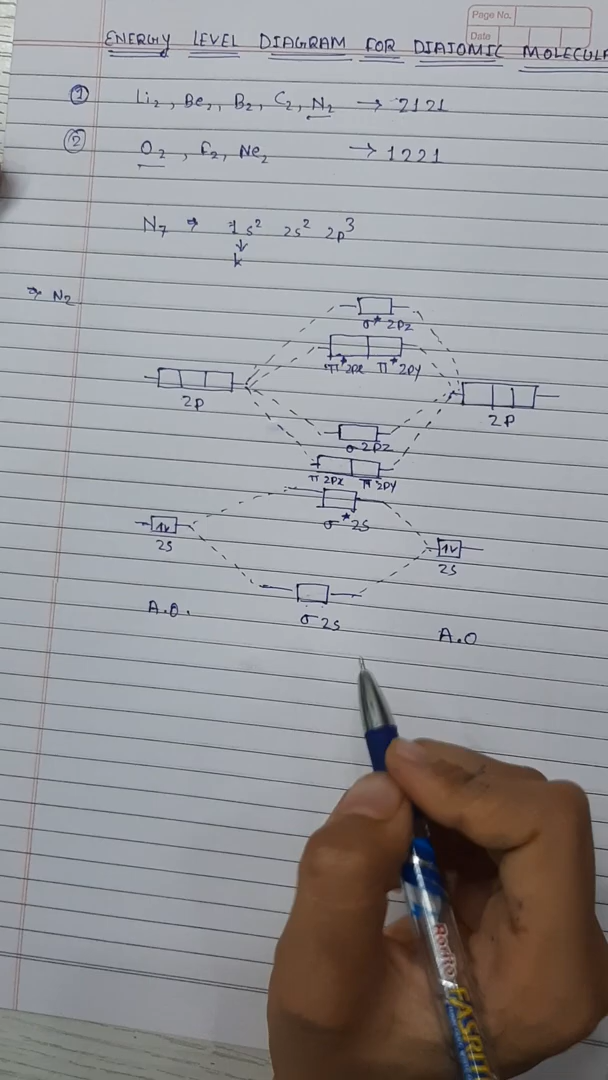 Page No.
Date
ENERGY LEVEL DIAGRAM FOR DIATOMIC MOLECULA
① Li₂, Be₂, B₂, C₂, N₂ → 2121
② O₂, F₂, Ne₂ → 1221
N₇ ⇒ 1s² 2s² 2p³
↓
k
⇒ N₂
σ* 2pz
π* 2px π* 2py
2p
2p
σ 2pz
π 2px π 2py
σ* 2s
1v
2s
1v
2s
σ 2s
A.O.
A.O
Rorito